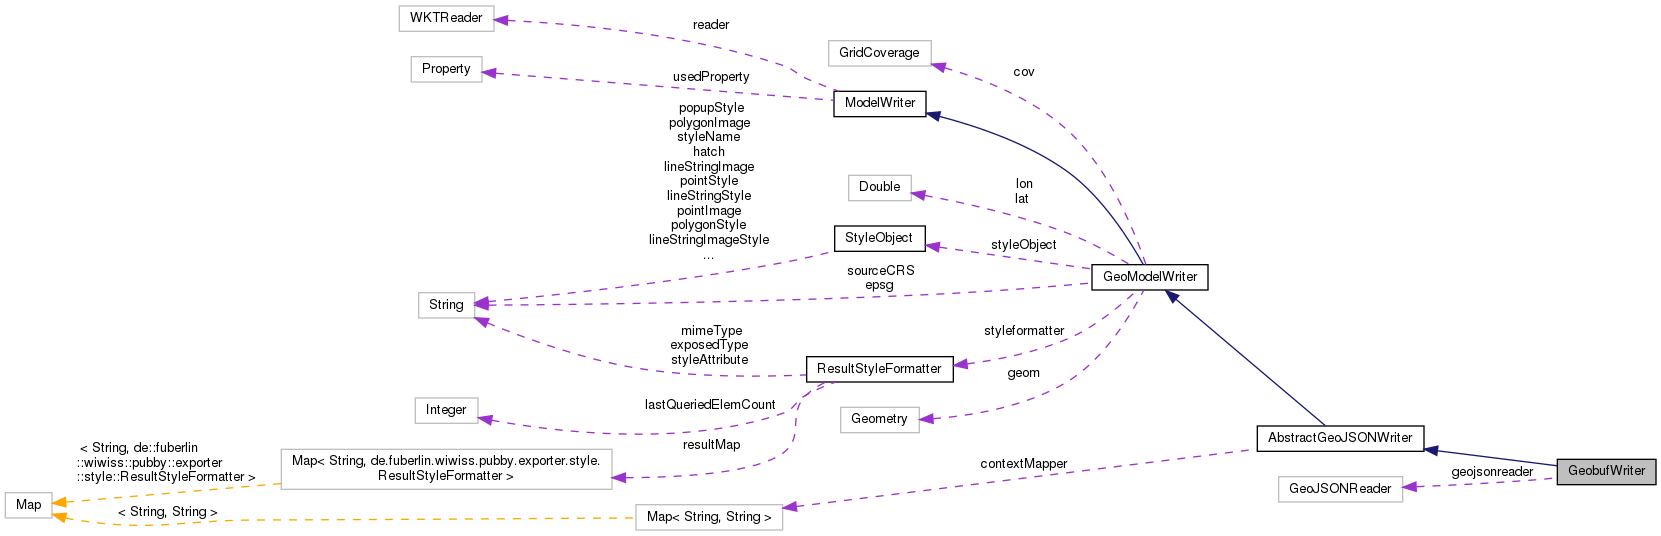 WKTReader
reader
GridCoverage
Property
usedProperty
cov
ModelWriter
popupStyle
polygonImage
styleName
hatch
lineStringImage
pointStyle
lineStringStyle
pointImage
polygonStyle
lineStringImageStyle
...
Double
lon
lat
StyleObject
styleObject
GeoModelWriter
sourceCRS
epsg
String
mimeType
exposedType
styleAttribute
styleformatter
ResultStyleFormatter
geom
Integer
lastQueriedElemCount
Geometry
resultMap
AbstractGeoJSONWriter
< String, de::fuberlin
::wiwiss::pubby::exporter
::style::ResultStyleFormatter >
Map< String, de.fuberlin.wiwiss.pubby.exporter.style.
ResultStyleFormatter >
contextMapper
geojsonreader
GeobufWriter
GeoJSONReader
Map
< String, String >
Map< String, String >